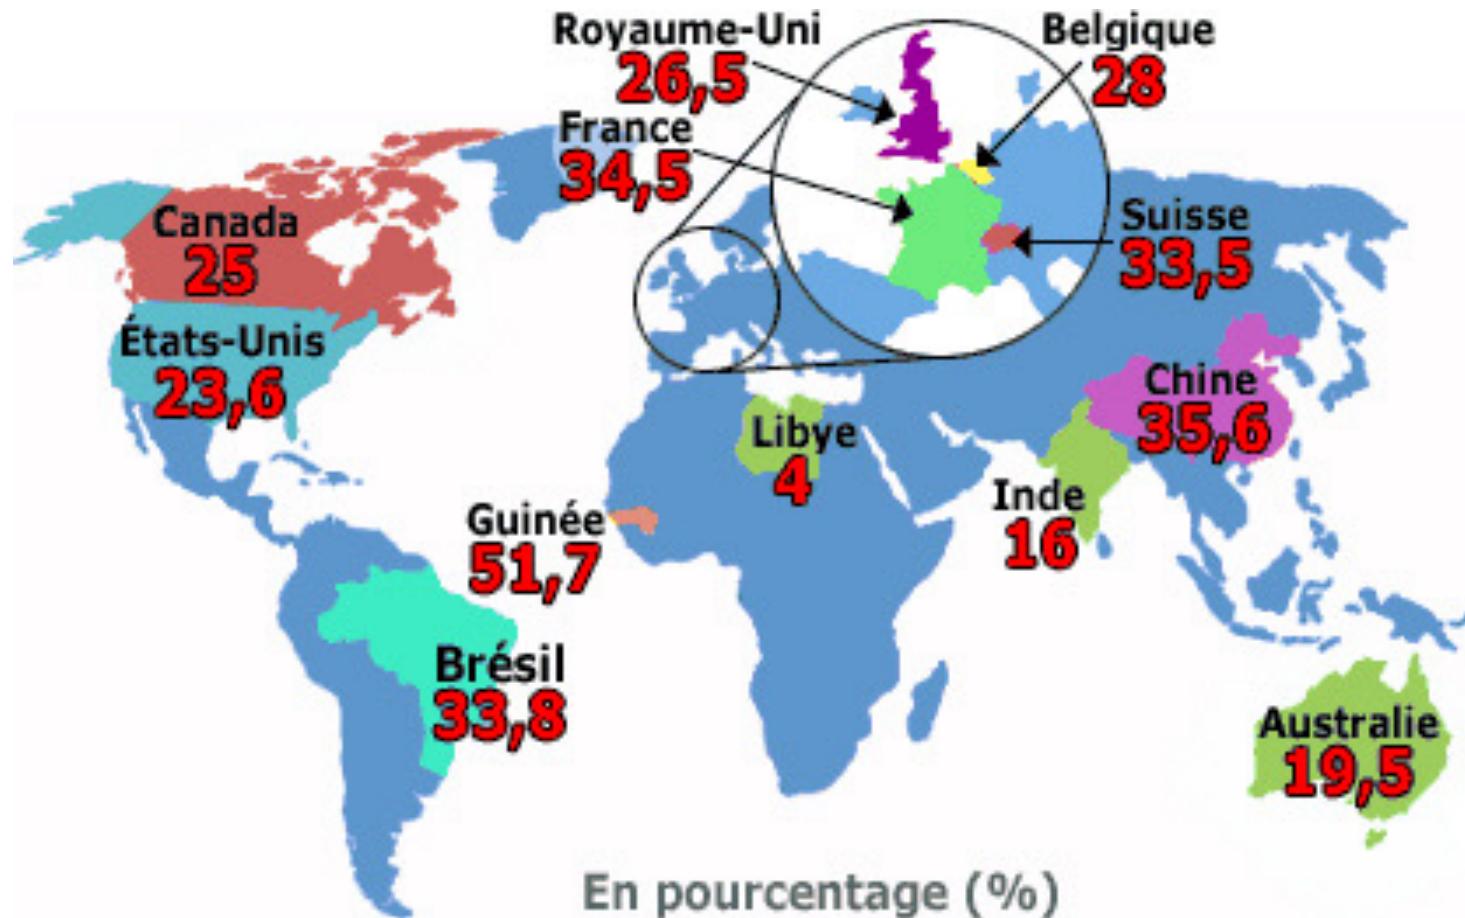 Royaume-Uni
26,5
Belgique
28
France
34,5
Canada
25
Suisse
33,5
États-Unis
23,6
Chine
35,6
Libye
4
Inde
16
Guinée
51,7
Brésil
33,8
Australie
19,5
En pourcentage (%)